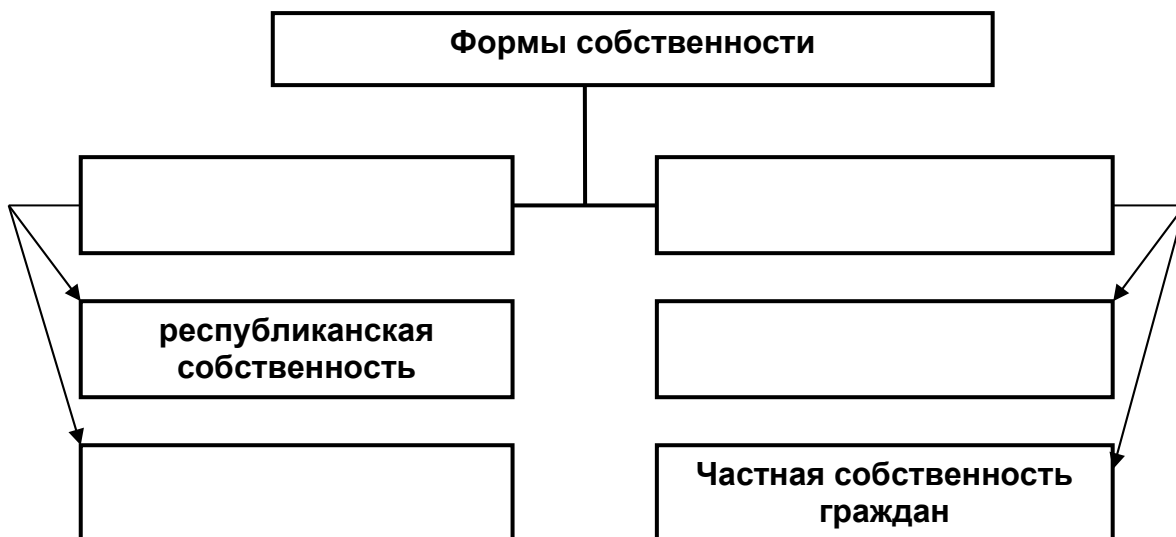 Формы собственности
республиканская
собственность
Частная собственность
граждан